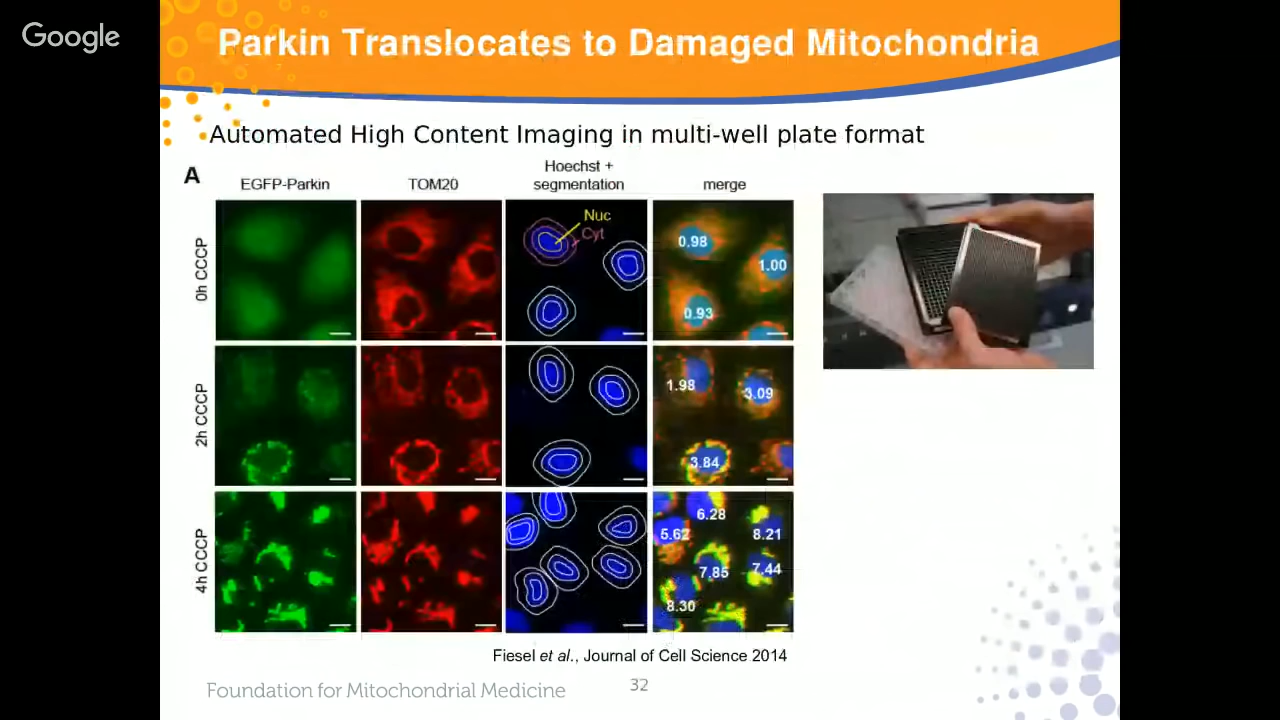 Google
Parkin Translocates to Damaged Mitochondria
Automated High Content Imaging in multi-well plate format
A
EGFP-Parkin
TOM20
Hoechst +
segmentation
merge
0h CCCP
Nuc
Cyt
0.98
1.00
0.93
2h CCCP
1.98
3.09
3.84
4h CCCP
6.28
5.62
8.21
7.85
7.44
8.30
Fiesel et al., Journal of Cell Science 2014
Foundation for Mitochondrial Medicine
32